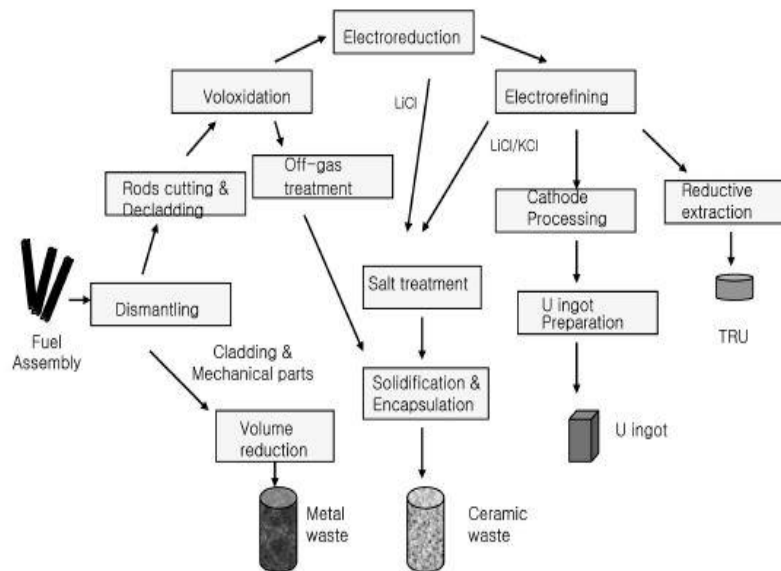 Electroreduction
Voloxidation
LiCl
Electrorefining
LiCl/KCl
Off-gas
treatment
Rods cutting &
Decladding
Cathode
Processing
Reductive
extraction
Dismantling
Salt treatment
U ingot
Preparation
Fuel
Assembly
TRU
Cladding &
Mechanical parts
Solidification &
Encapsulation
Volume
reduction
U ingot
Metal
waste
Ceramic
waste